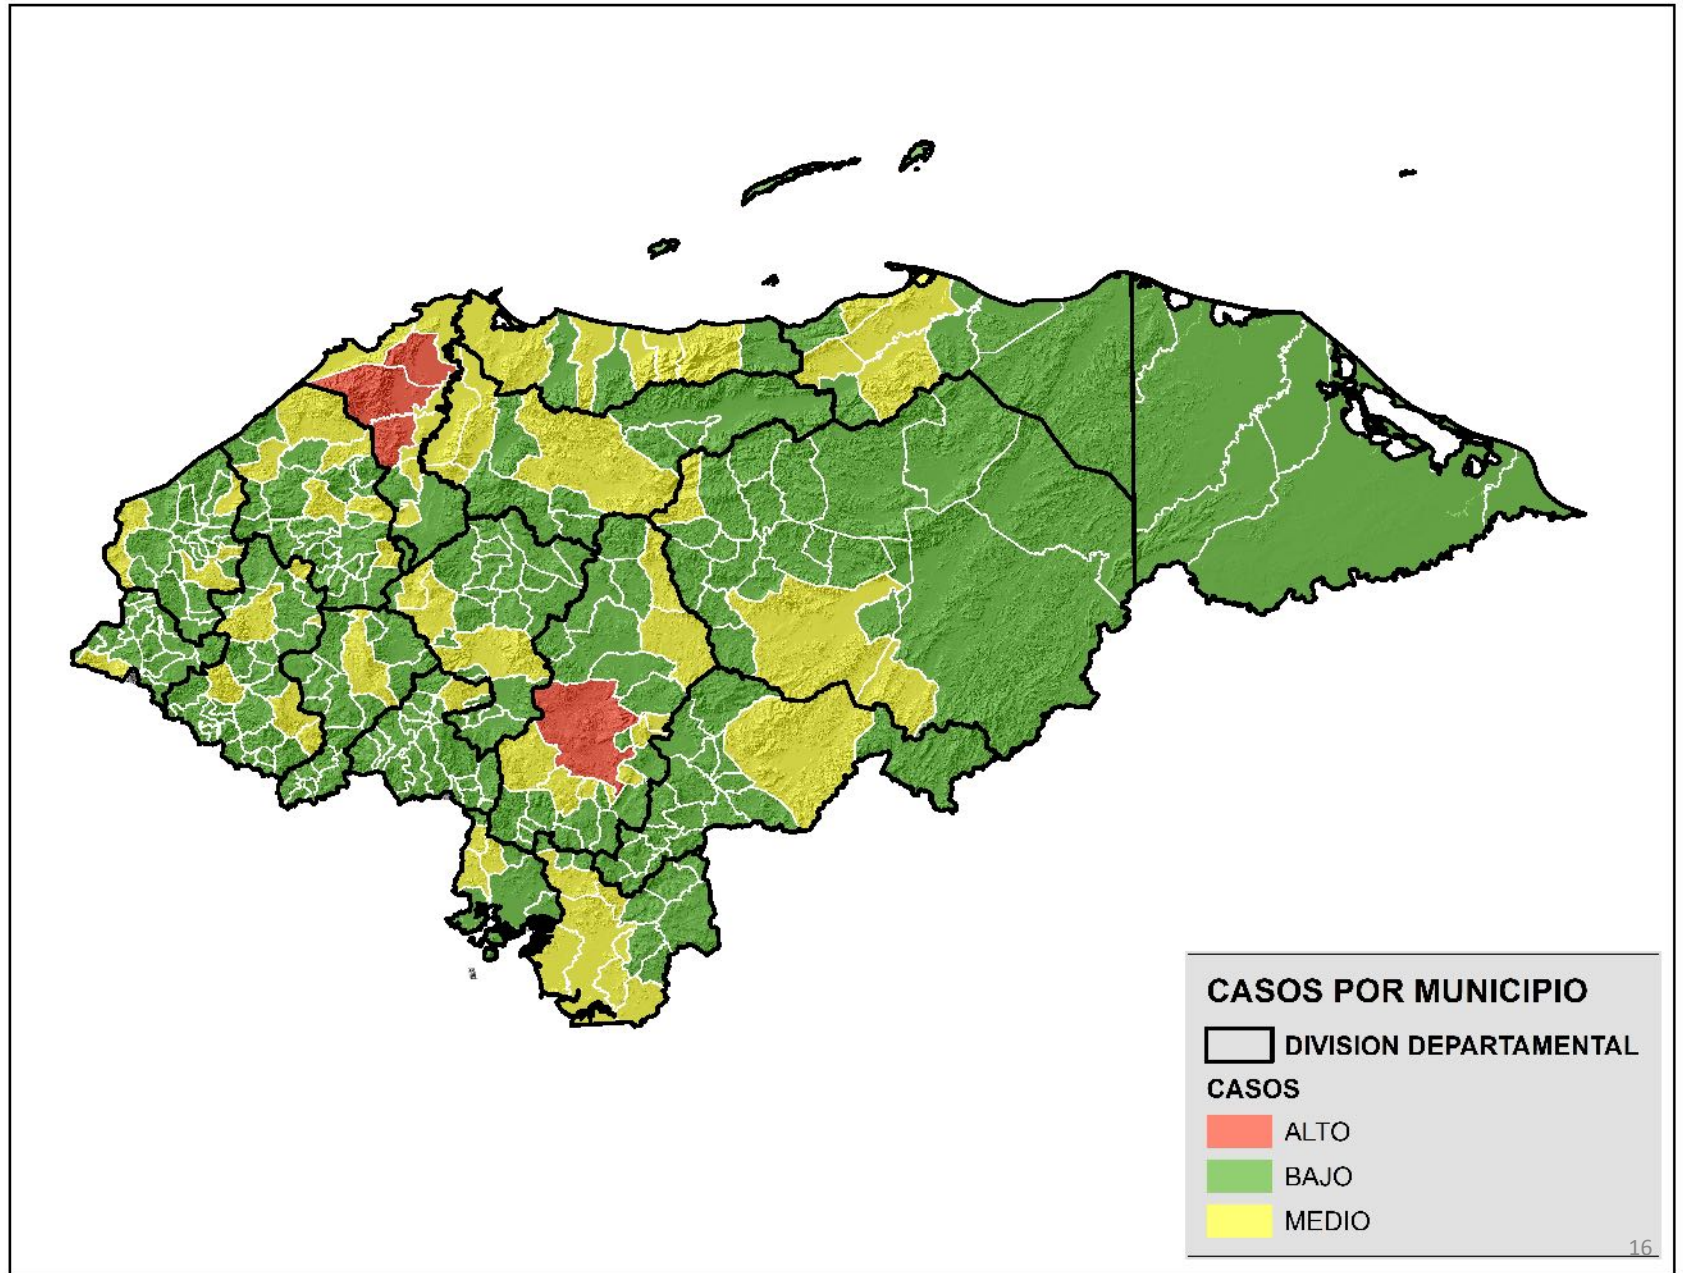 CASOS POR MUNICIPIO
DIVISION DEPARTAMENTAL
CASOS
ALTO
BAJO
MEDIO
16